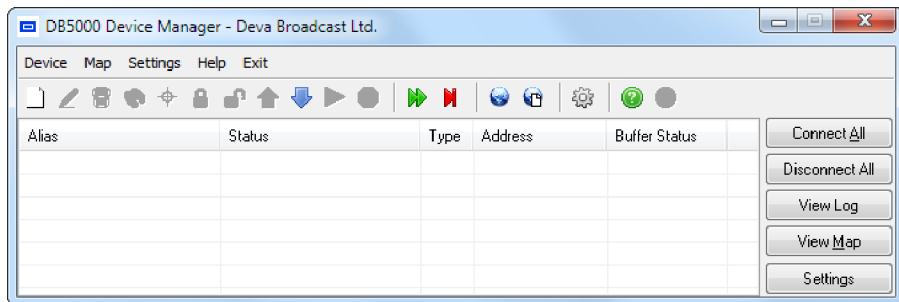 DB5000 Device Manager - Deva Broadcast Ltd.
Device Map Settings Help Exit
Alias Status Type Address Buffer Status
Connect All
Disconnect All
View Log
View Map
Settings